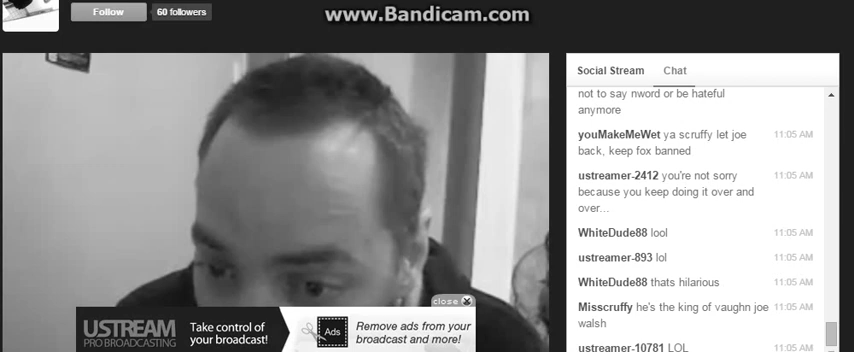 Follow
60 followers
www.Bandicam.com
Social Stream Chat
not to say nword or be hateful
anymore
youMakeMeWet ya scruffy let joe 11:05 AM
back, keep fox banned
ustreamer-2412 you're not sorry 11:05 AM
because you keep doing it over and
over...
WhiteDude88 lool 11:05 AM
ustreamer-893 lol 11:05 AM
WhiteDude88 thats hilarious 11:05 AM
Misscruffy he's the king of vaughn joe 11:05 AM
walsh
ustreamer-10781 LOL 11:05 AM
close
USTREAM
PRO BROADCASTING
Take control of
your broadcast!
Ads
Remove ads from your
broadcast and more!